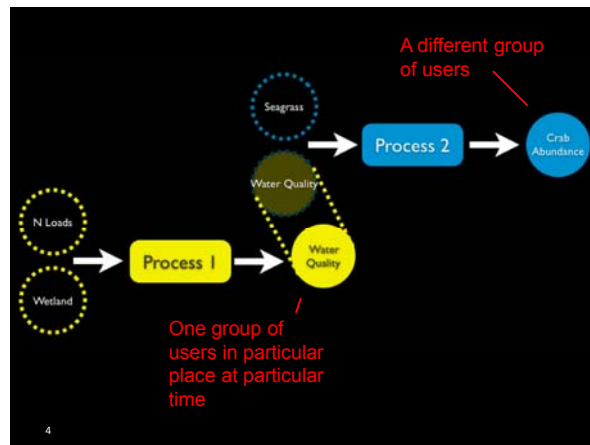 A different group
of users
Seagrass
Process 2
Crab
Abundance
Water Quality
N Loads
Process 1
Water
Quality
Wetland
One group of
users in particular
place at particular
time
4